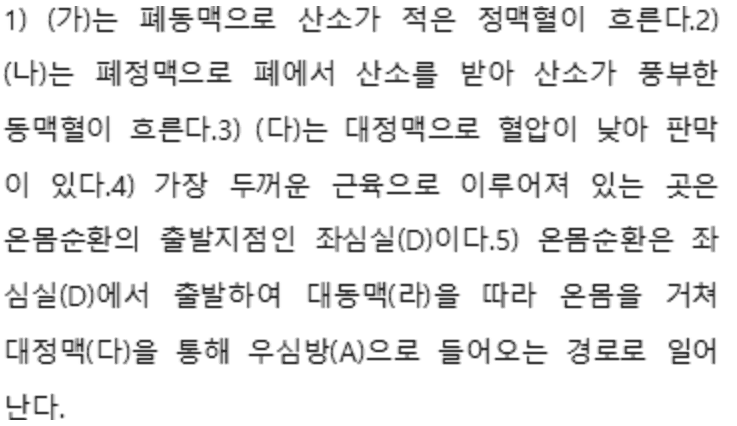 1) (가)는 폐동맥으로 산소가 적은 정맥혈이 흐른다.2)
(나)는 폐정맥으로 폐에서 산소를 받아 산소가 풍부한
동맥혈이 흐른다.3) (다)는 대정맥으로 혈압이 낮아 판막
이 있다.4) 가장 두꺼운 근육으로 이루어져 있는 곳은
온몸순환의 출발지점인 좌심실(D)이다.5) 온몸순환은 좌
심실(D)에서 출발하여 대동맥(라)을 따라 온몸을 거쳐
대정맥(다)을 통해 우심방(A)으로 들어오는 경로로 일어
난다.